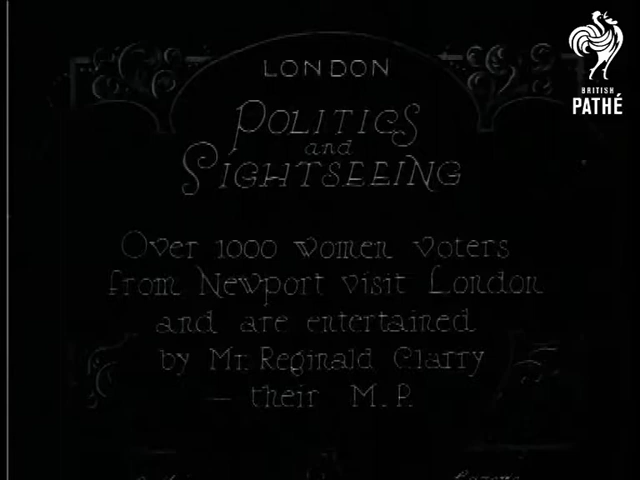 BRITISH
PATHÉ
LONDON
POLITICS
and
SIGHTSEEING
Over 1000 women voters
from Newport visit London
and are entertained
by Mr. Reginald Clarry
— their M.P.